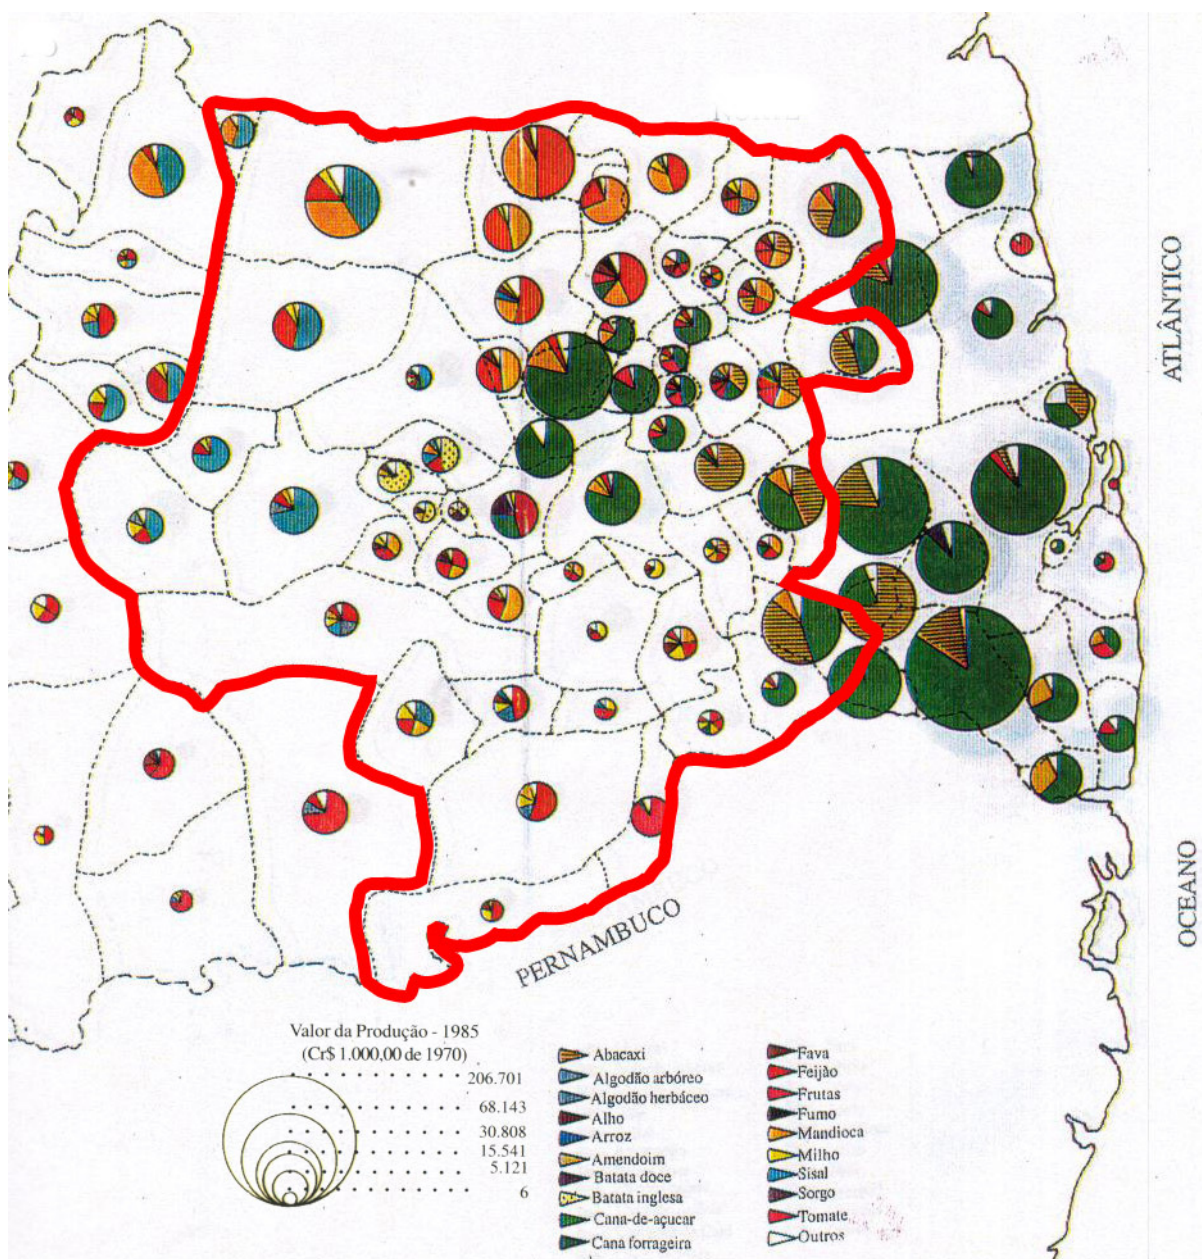 ATLÂNTICO
OCEANO
PERNAMBUCO
Valor da Produção - 1985
(Cr$ 1.000,00 de 1970)
206.701
68.143
30.808
15.541
5.121
6
Abacaxi
Algodão arbóreo
Algodão herbáceo
Alho
Arroz
Amendoim
Batata doce
Batata inglesa
Cana-de-açucar
Cana forrageira
Fava
Feijão
Frutas
Fumo
Mandioca
Milho
Sisal
Sorgo
Tomate
Outros